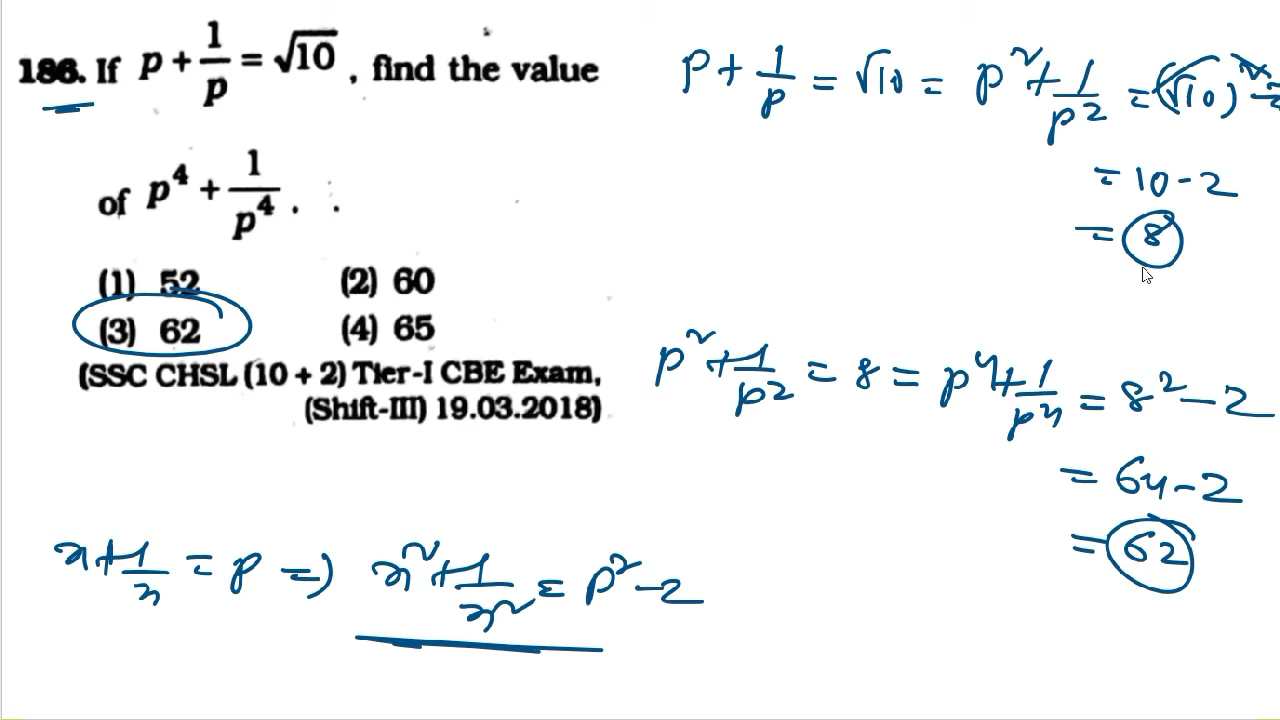 186. If p + 1/p = √10 , find the value
of p⁴ + 1/p⁴ .
(1) 52 (2) 60
(3) 62 (4) 65
(SSC CHSL (10 + 2) Tier-I CBE Exam,
(Shift-III) 19.03.2018)
p + 1/p = √10 = p² + 1/p² = (√10)² - 2
= 10 - 2
= 8
p² + 1/p² = 8 = p⁴ + 1/p⁴ = 8² - 2
= 64 - 2
= 62
x + 1/x = p ⇒ x² + 1/x² = p² - 2